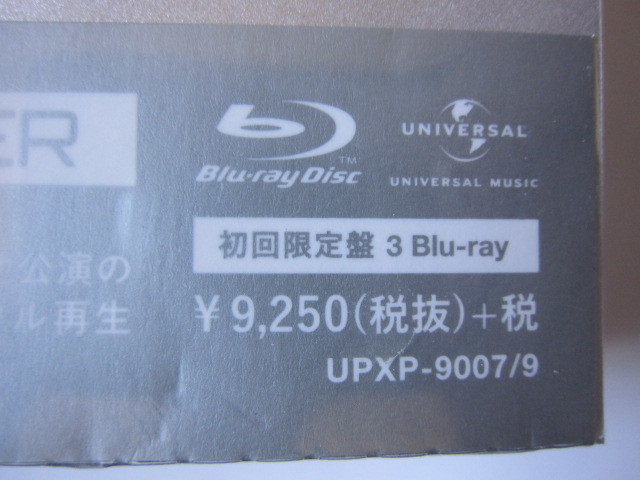 ER
Blu-ray Disc™
UNIVERSAL
UNIVERSAL MUSIC
初回限定盤 3 Blu-ray
公演の
ル再生
¥9,250(税抜)+税
UPXP-9007/9